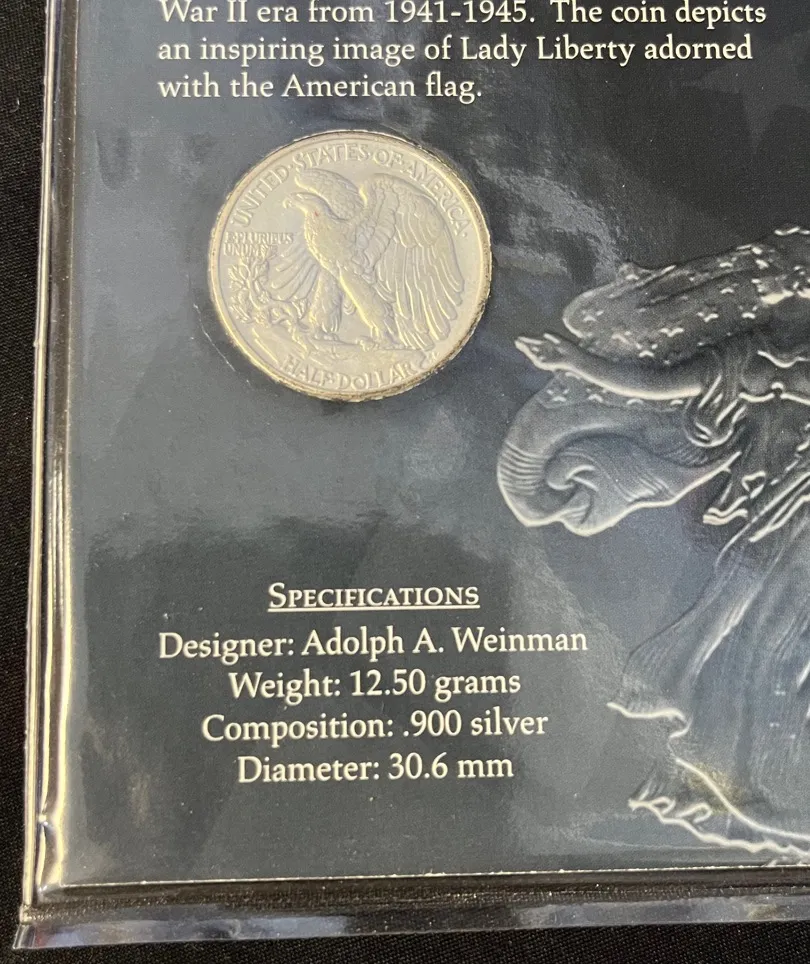 War II era from 1941-1945. The coin depicts
an inspiring image of Lady Liberty adorned
with the American flag.
UNITED·STATES·OF·AMERICA
E·PLURIBUS
UNUM
HALF DOLLAR
SPECIFICATIONS
Designer: Adolph A. Weinman
Weight: 12.50 grams
Composition: .900 silver
Diameter: 30.6 mm